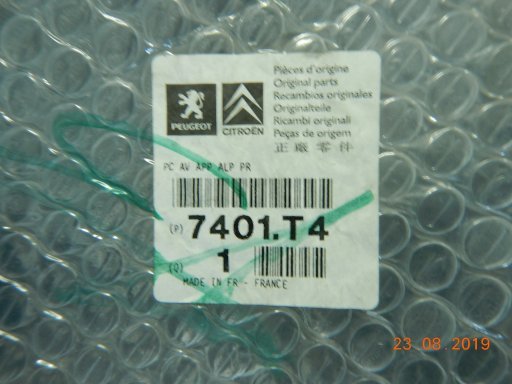 Pièces d'origine
Original parts
Recambios originales
Originalteile
Ricambi originali
Peças de origem
正廠零件
PEUGEOT
CITROËN
PC AV APP ALP PR
(P) 7401.T4
(Q) 1
MADE IN FR - FRANCE
23.08.2019